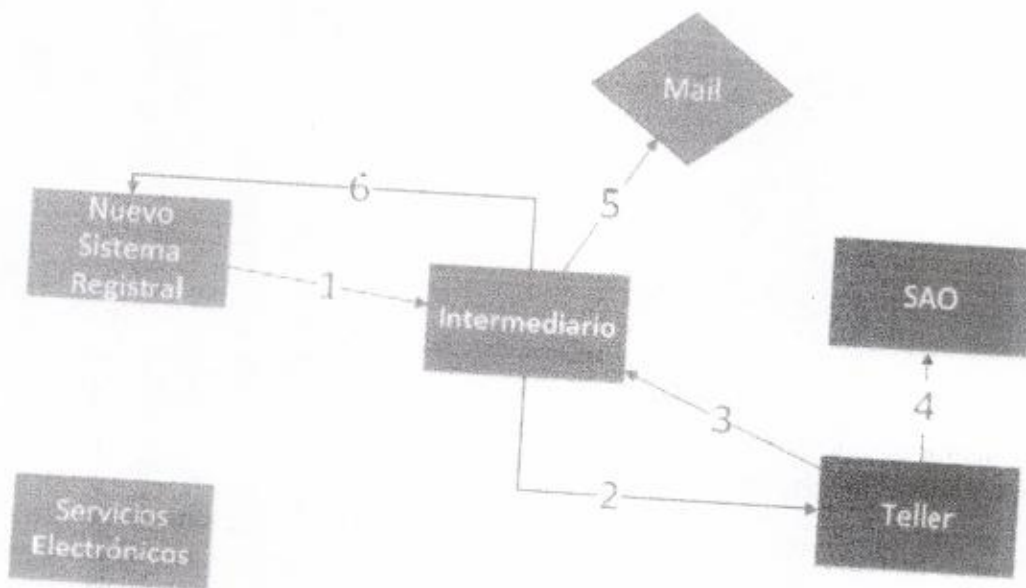 Mail
6
5
Nuevo
Sistema
Registral
1
Intermediario
SAO
3
4
2
Teller
Servicios
Electrónicos